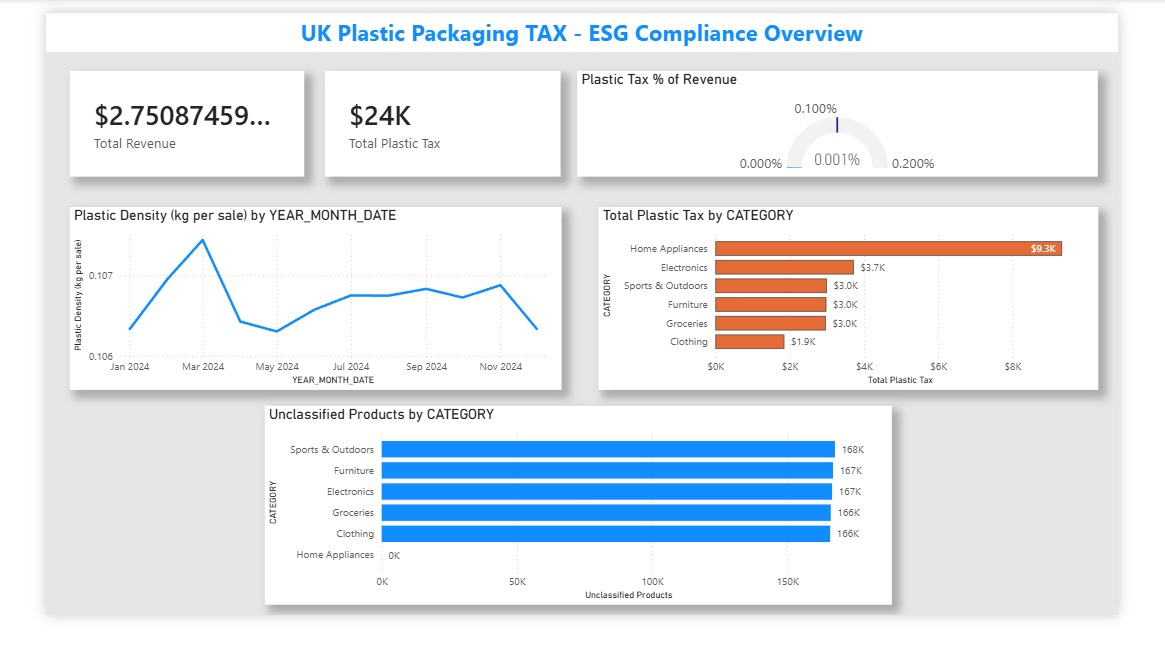 UK Plastic Packaging TAX - ESG Compliance Overview
$2.75087459...
Total Revenue
$24K
Total Plastic Tax
Plastic Tax % of Revenue
0.100%
0.000%
0.001%
0.200%
Plastic Density (kg per sale) by YEAR_MONTH_DATE
Plastic Density (kg per sale)
0.107
0.106
Jan 2024 Mar 2024 May 2024 Jul 2024 Sep 2024 Nov 2024
YEAR_MONTH_DATE
Total Plastic Tax by CATEGORY
CATEGORY
Home Appliances $9.3K
Electronics $3.7K
Sports & Outdoors $3.0K
Furniture $3.0K
Groceries $3.0K
Clothing $1.9K
$0K $2K $4K $6K $8K
Total Plastic Tax
Unclassified Products by CATEGORY
CATEGORY
Sports & Outdoors 168K
Furniture 167K
Electronics 167K
Groceries 166K
Clothing 166K
Home Appliances 0K
0K 50K 100K 150K
Unclassified Products